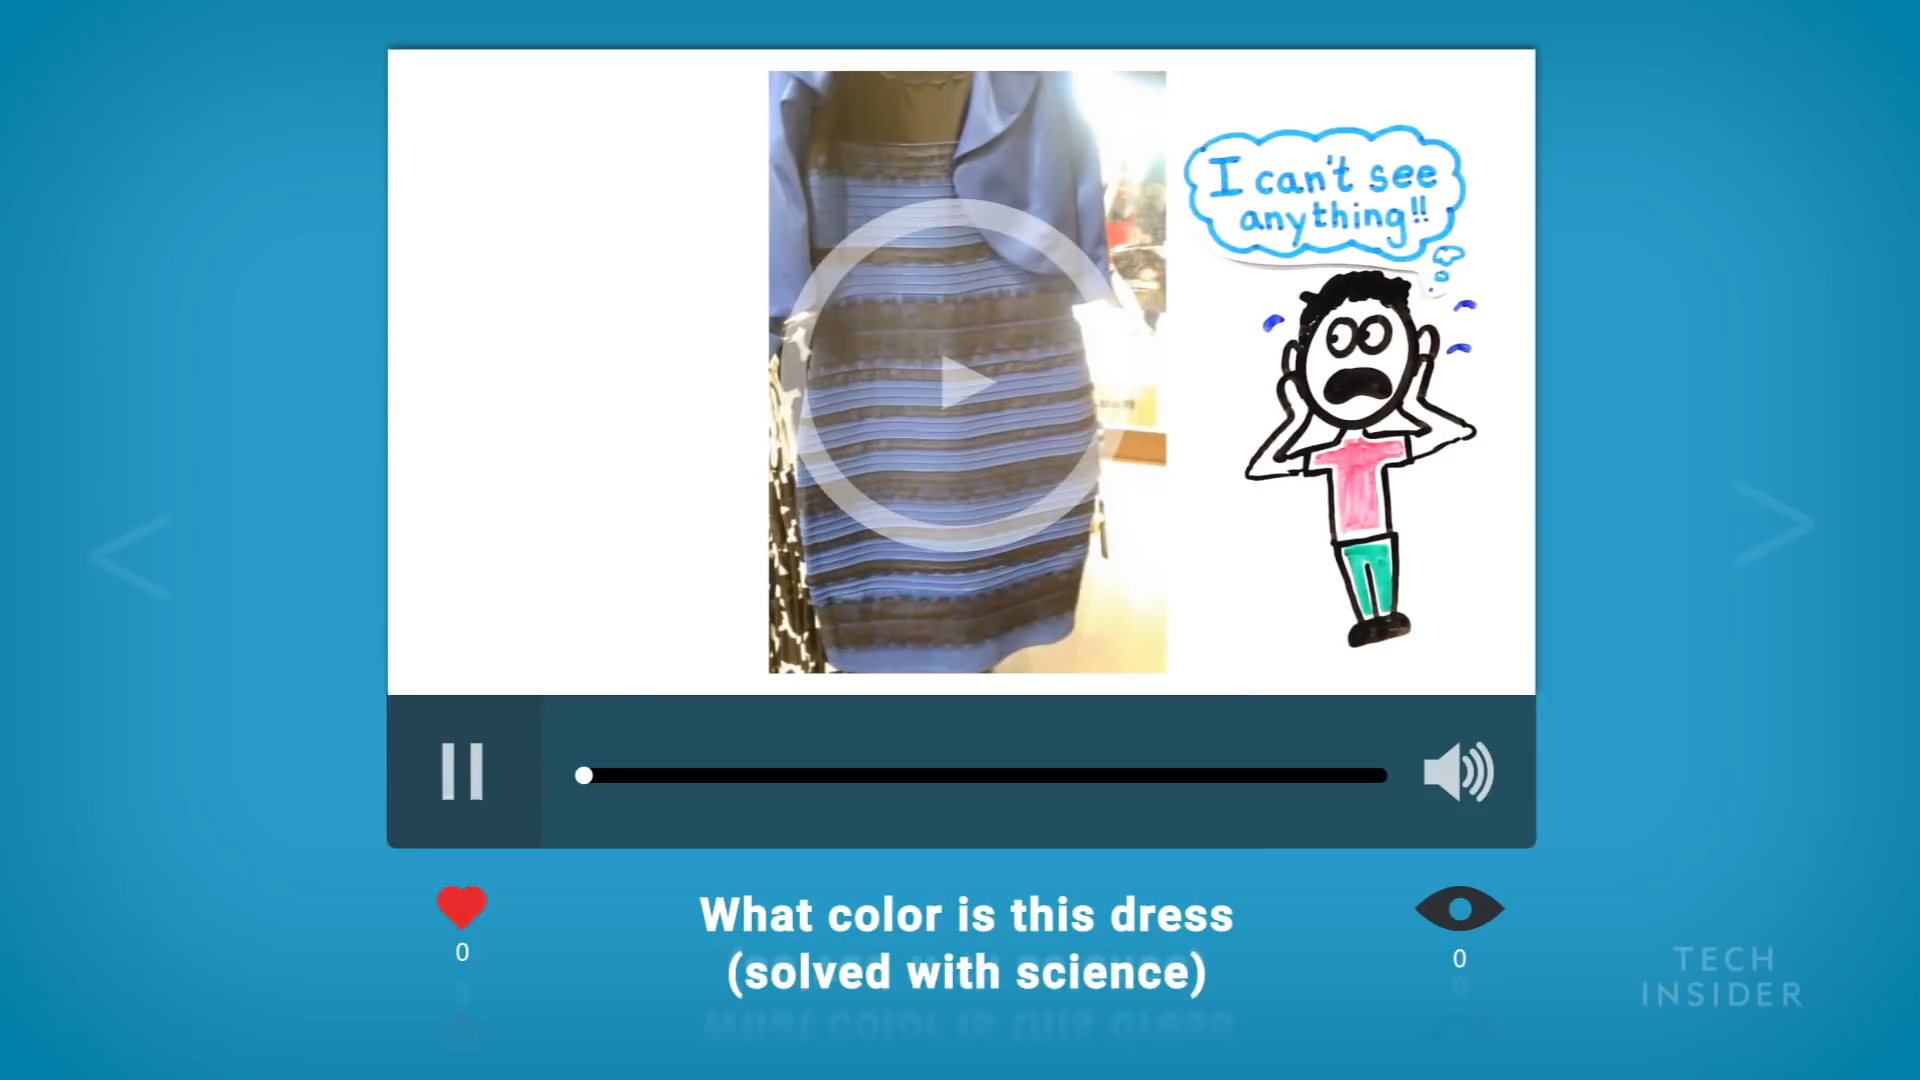 I can't see
anything!!
0
What color is this dress
(solved with science)
0
TECH
INSIDER